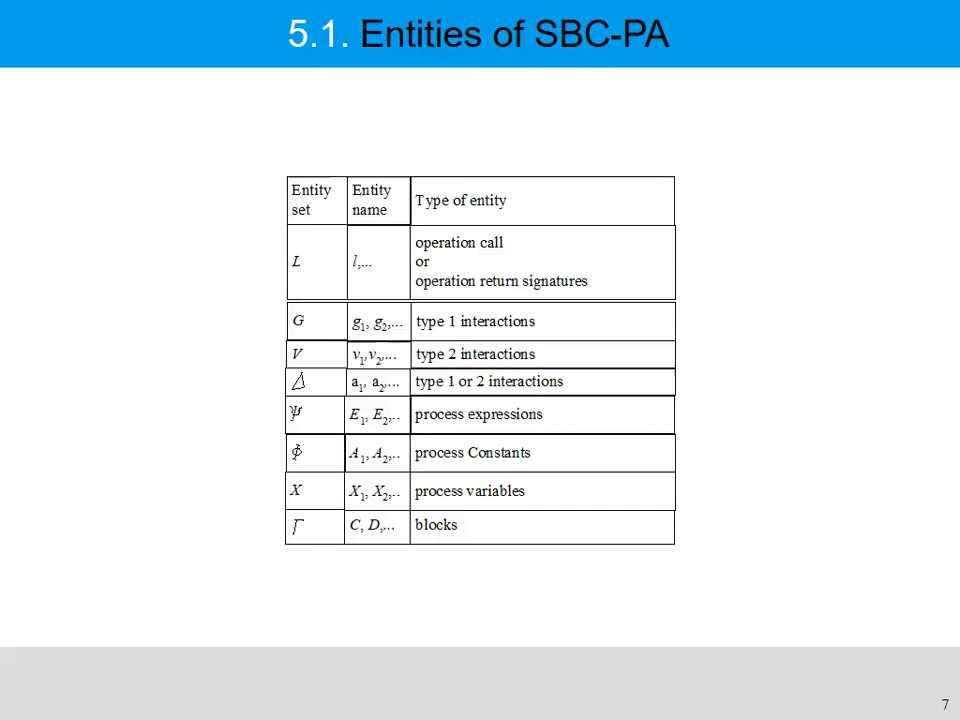 5.1. Entities of SBC-PA
Entity set
Entity name
Type of entity
L
l,...
operation call
or
operation return signatures
G
g1, g2,...
type 1 interactions
V
v1,v2,...
type 2 interactions
Δ
a1, a2,...
type 1 or 2 interactions
Ψ
E1, E2,..
process expressions
Φ
A1, A2,..
process Constants
X
X1, X2,..
process variables
Γ
C, D,...
blocks
7